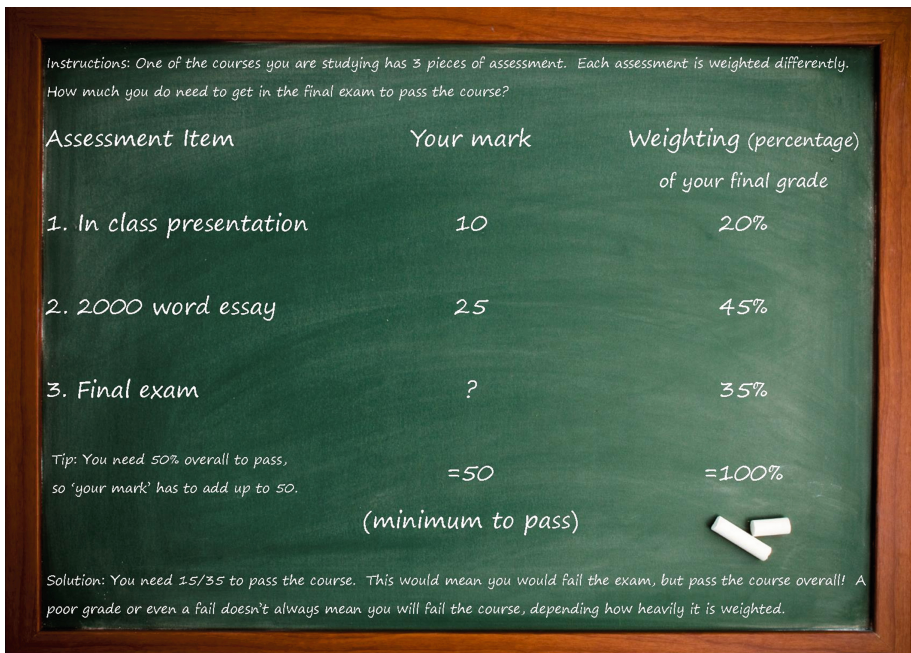 Instructions: One of the courses you are studying has 3 pieces of assessment. Each assessment is weighted differently.
How much you do need to get in the final exam to pass the course?
Assessment Item Your mark Weighting (percentage)
of your final grade
1. In class presentation 10 20%
2. 2000 word essay 25 45%
3. Final exam ? 35%
Tip: You need 50% overall to pass,
so ‘your mark’ has to add up to 50.
=50 =100%
(minimum to pass)
Solution: You need 15/35 to pass the course. This would mean you would fail the exam, but pass the course overall! A
poor grade or even a fail doesn’t always mean you will fail the course, depending how heavily it is weighted.